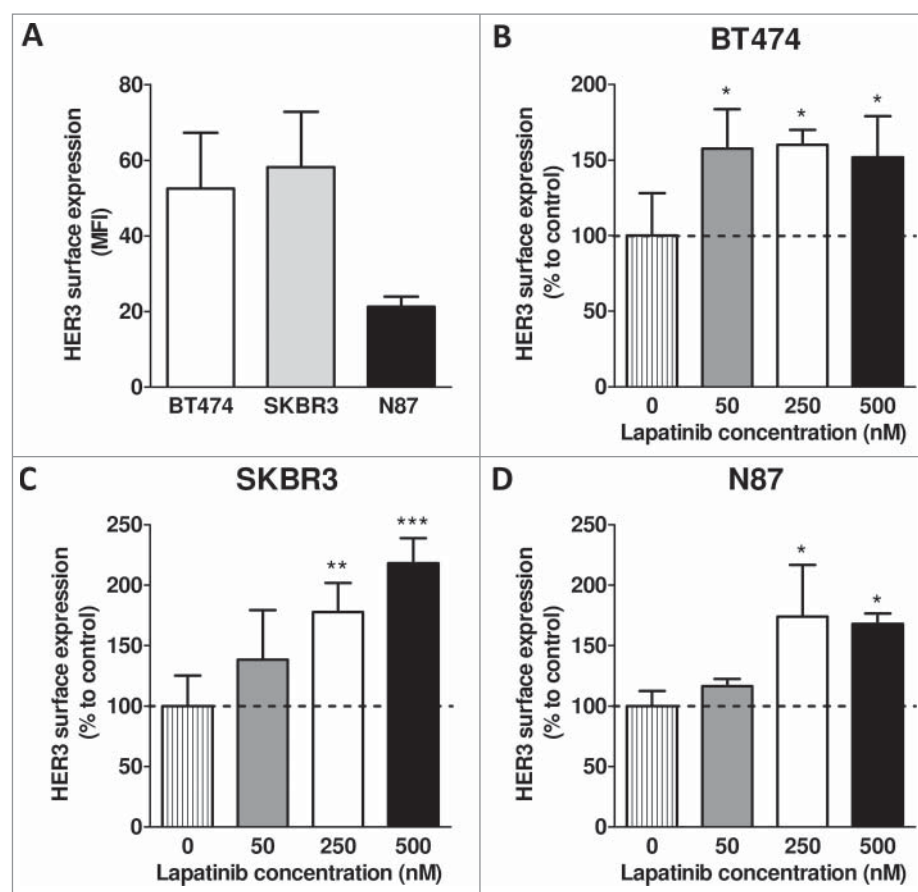 A
HER3 surface expression
(MFI)
80
60
40
20
0
BT474 SKBR3 N87
B
BT474
HER3 surface expression
(% to control)
200
150
100
50
0
* * *
0 50 250 500
Lapatinib concentration (nM)
C
SKBR3
HER3 surface expression
(% to control)
250
200
150
100
50
0
** ***
0 50 250 500
Lapatinib concentration (nM)
D
N87
HER3 surface expression
(% to control)
250
200
150
100
50
0
* *
0 50 250 500
Lapatinib concentration (nM)